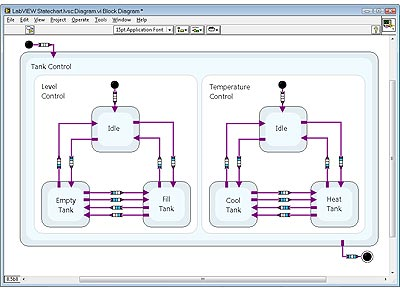 LabVIEW Statechart.lvsc:Diagram.vi Block Diagram *
File Edit View Project Operate Tools Window Help
15pt Application Font
Tank Control
Level
Control
Temperature
Control
Idle
Idle
Empty
Tank
Fill
Tank
Cool
Tank
Heat
Tank